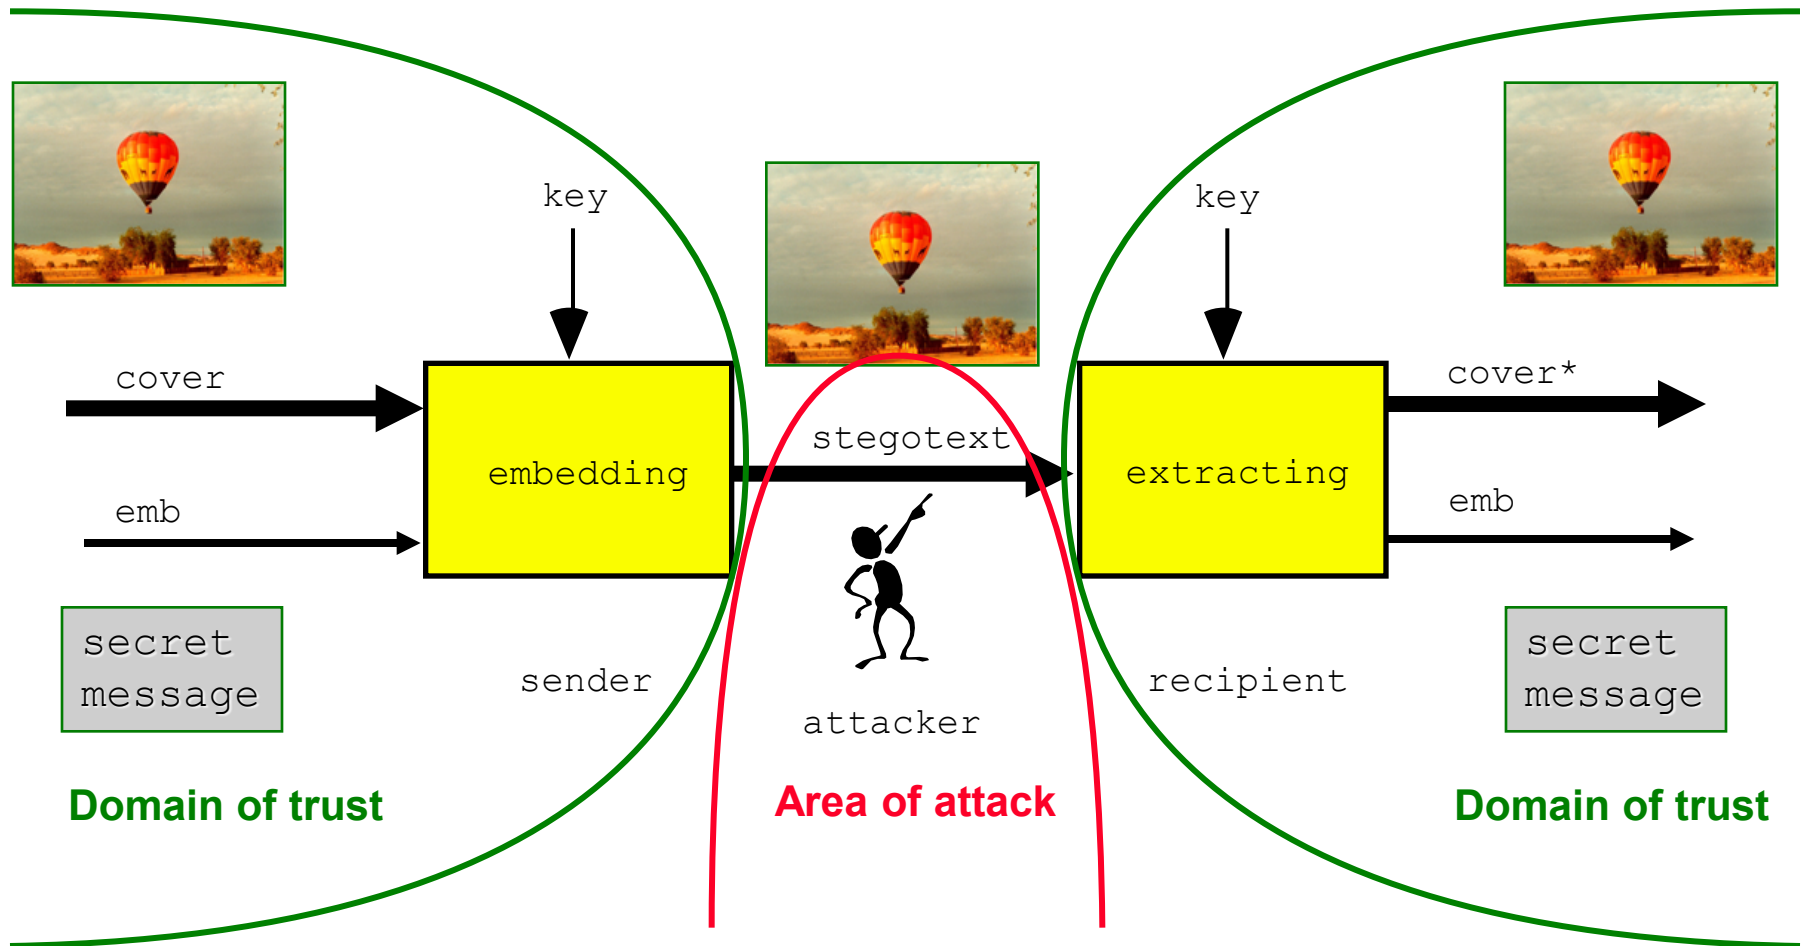 key
key
cover
cover*
stegotext
embedding
extracting
emb
emb
secret
message
secret
message
sender
recipient
attacker
Domain of trust
Area of attack
Domain of trust